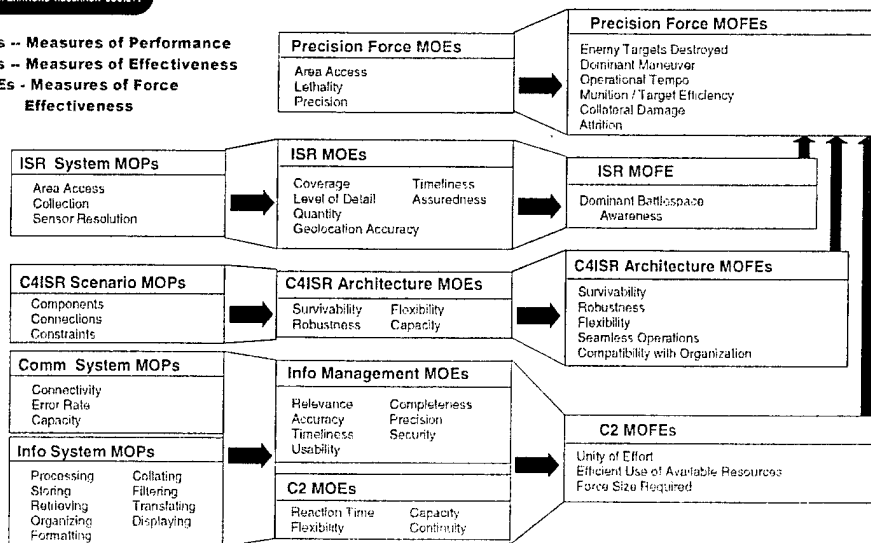 s -- Measures of Performance
s -- Measures of Effectiveness
Es - Measures of Force
Effectiveness
Precision Force MOEs
Area Access
Lethality
Precision
Precision Force MOFEs
Enemy Targets Destroyed
Dominant Maneuver
Operational Tempo
Munition / Target Efficiency
Collateral Damage
Attrition
ISR System MOPs
Area Access
Collection
Sensor Resolution
ISR MOEs
Coverage Timeliness
Level of Detail Assuredness
Quantity
Geolocation Accuracy
ISR MOFE
Dominant Battlespace
Awareness
C4ISR Scenario MOPs
Components
Connections
Constraints
C4ISR Architecture MOEs
Survivability Flexibility
Robustness Capacity
C4ISR Architecture MOFEs
Survivability
Robustness
Flexibility
Seamless Operations
Compatibility with Organization
Comm System MOPs
Connectivity
Error Rate
Capacity
Info System MOPs
Processing Collating
Storing Filtering
Retrieving Translating
Organizing Displaying
Formatting
Info Management MOEs
Relevance Completeness
Accuracy Precision
Timeliness Security
Usability
C2 MOEs
Reaction Time Capacity
Flexibility Continuity
C2 MOFEs
Unity of Effort
Efficient Use of Available Resources
Force Size Required